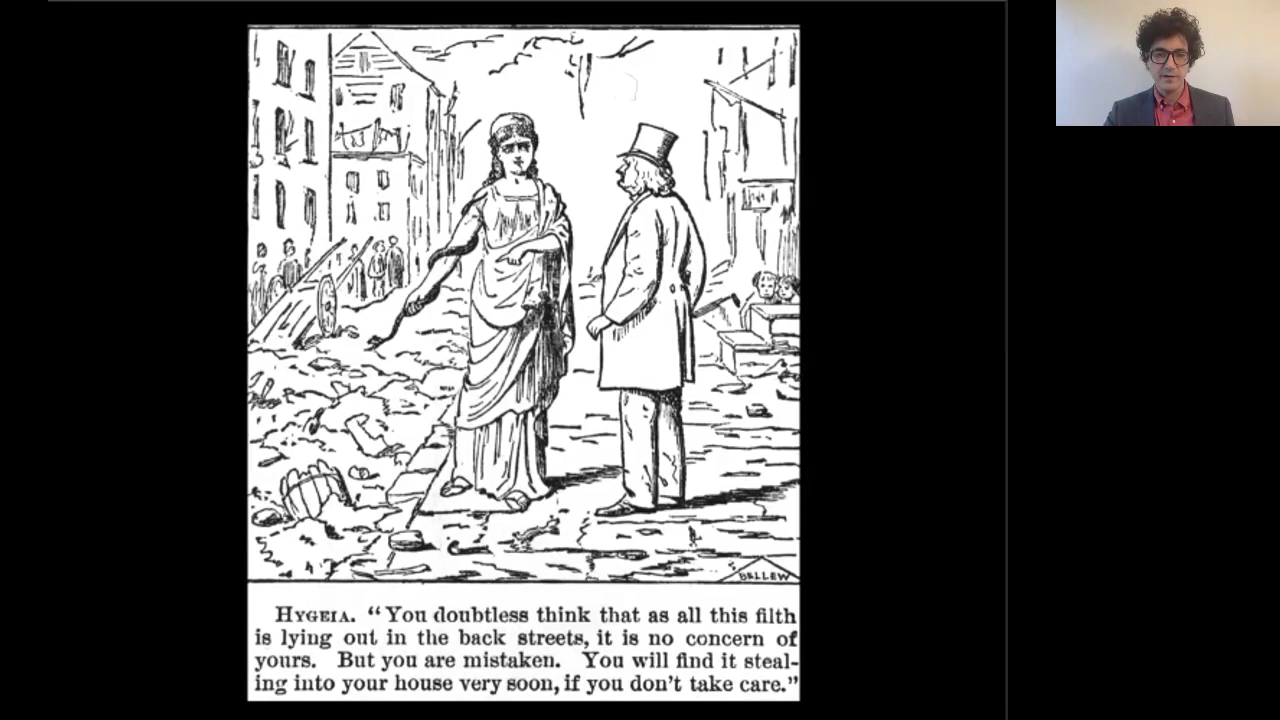 BELLEW
HYGEIA. “You doubtless think that as all this filth
is lying out in the back streets, it is no concern of
yours. But you are mistaken. You will find it steal-
ing into your house very soon, if you don’t take care.”